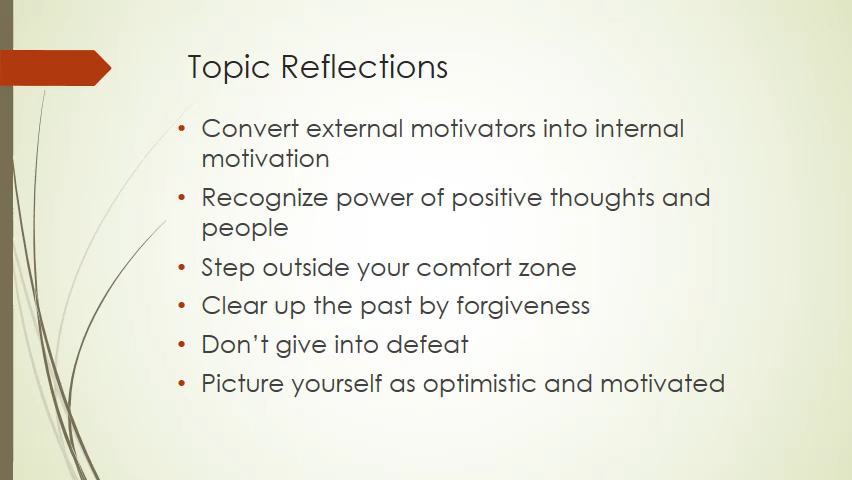 Topic Reflections
• Convert external motivators into internal
motivation
• Recognize power of positive thoughts and
people
• Step outside your comfort zone
• Clear up the past by forgiveness
• Don’t give into defeat
• Picture yourself as optimistic and motivated